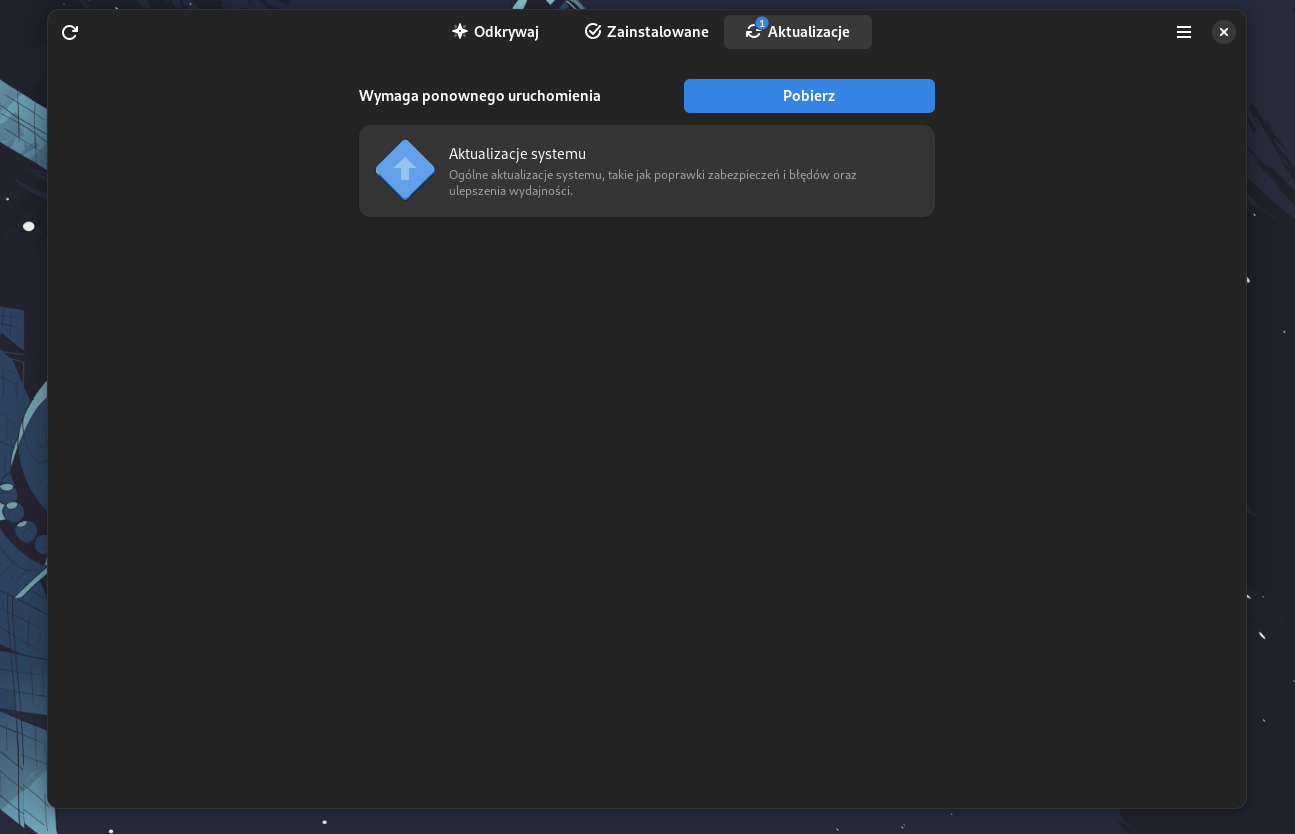 Odkrywaj
Zainstalowane
1
Aktualizacje
Wymaga ponownego uruchomienia
Pobierz
Aktualizacje systemu
Ogólne aktualizacje systemu, takie jak poprawki zabezpieczeń i błędów oraz
ulepszenia wydajności.